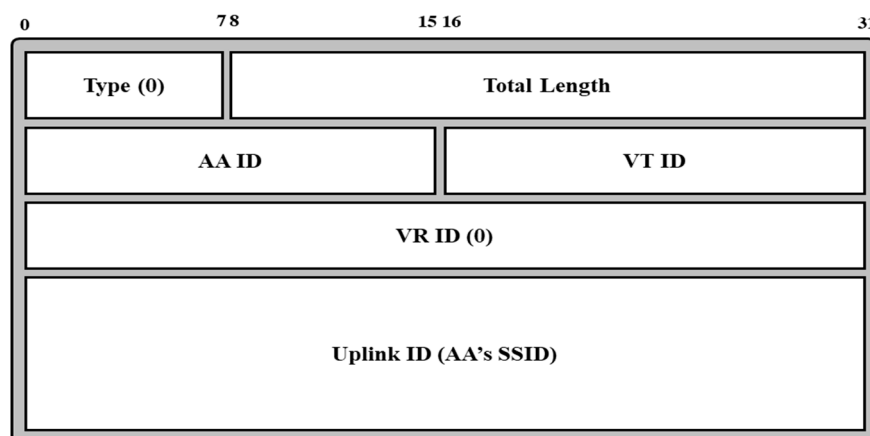 0 7 8 15 16 31
Type (0) Total Length
AA ID VT ID
VR ID (0)
Uplink ID (AA's SSID)